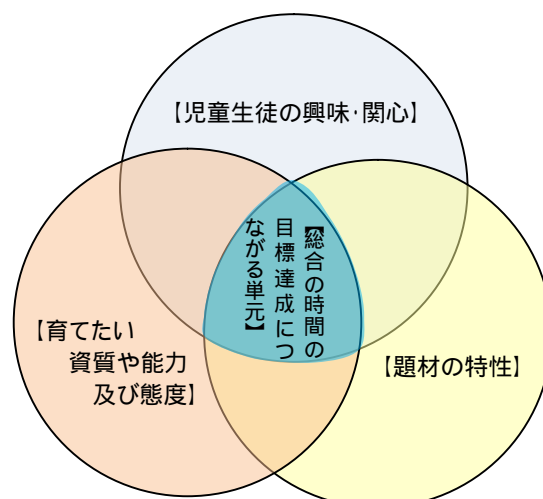 【児童生徒の興味・関心】
【総合の時間の
目標達成につ
ながる単元】
【育てたい
資質や能力
及び態度】
【題材の特性】